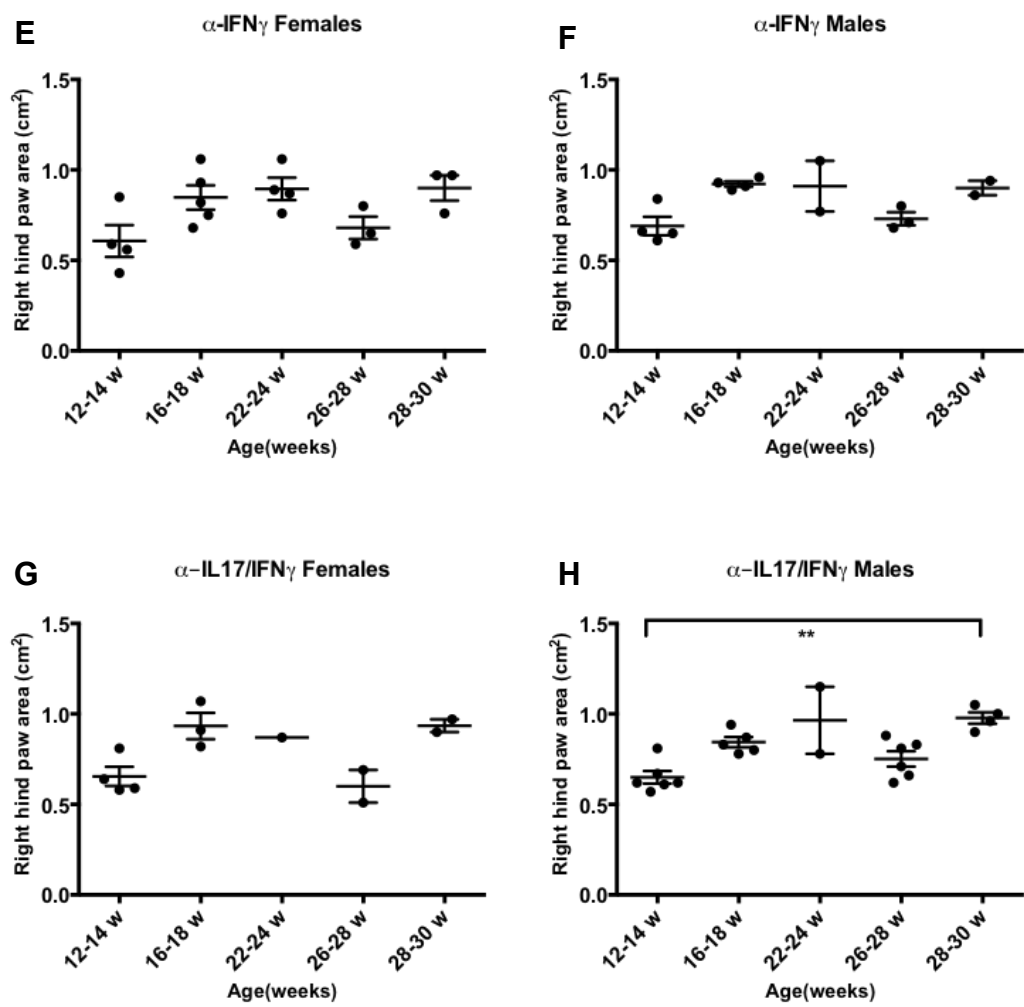 E
α-IFNγ Females
Right hind paw area (cm²)
1.5
1.0
0.5
0.0
12-14 w
16-18 w
22-24 w
26-28 w
28-30 w
Age(weeks)
F
α-IFNγ Males
Right hind paw area (cm²)
1.5
1.0
0.5
0.0
12-14 w
16-18 w
22-24 w
26-28 w
28-30 w
Age(weeks)
G
α−IL17/IFNγ Females
Right hind paw area (cm²)
1.5
1.0
0.5
0.0
12-14 w
16-18 w
22-24 w
26-28 w
28-30 w
Age(weeks)
H
α−IL17/IFNγ Males
Right hind paw area (cm²)
1.5
1.0
0.5
0.0
**
12-14 w
16-18 w
22-24 w
26-28 w
28-30 w
Age(weeks)